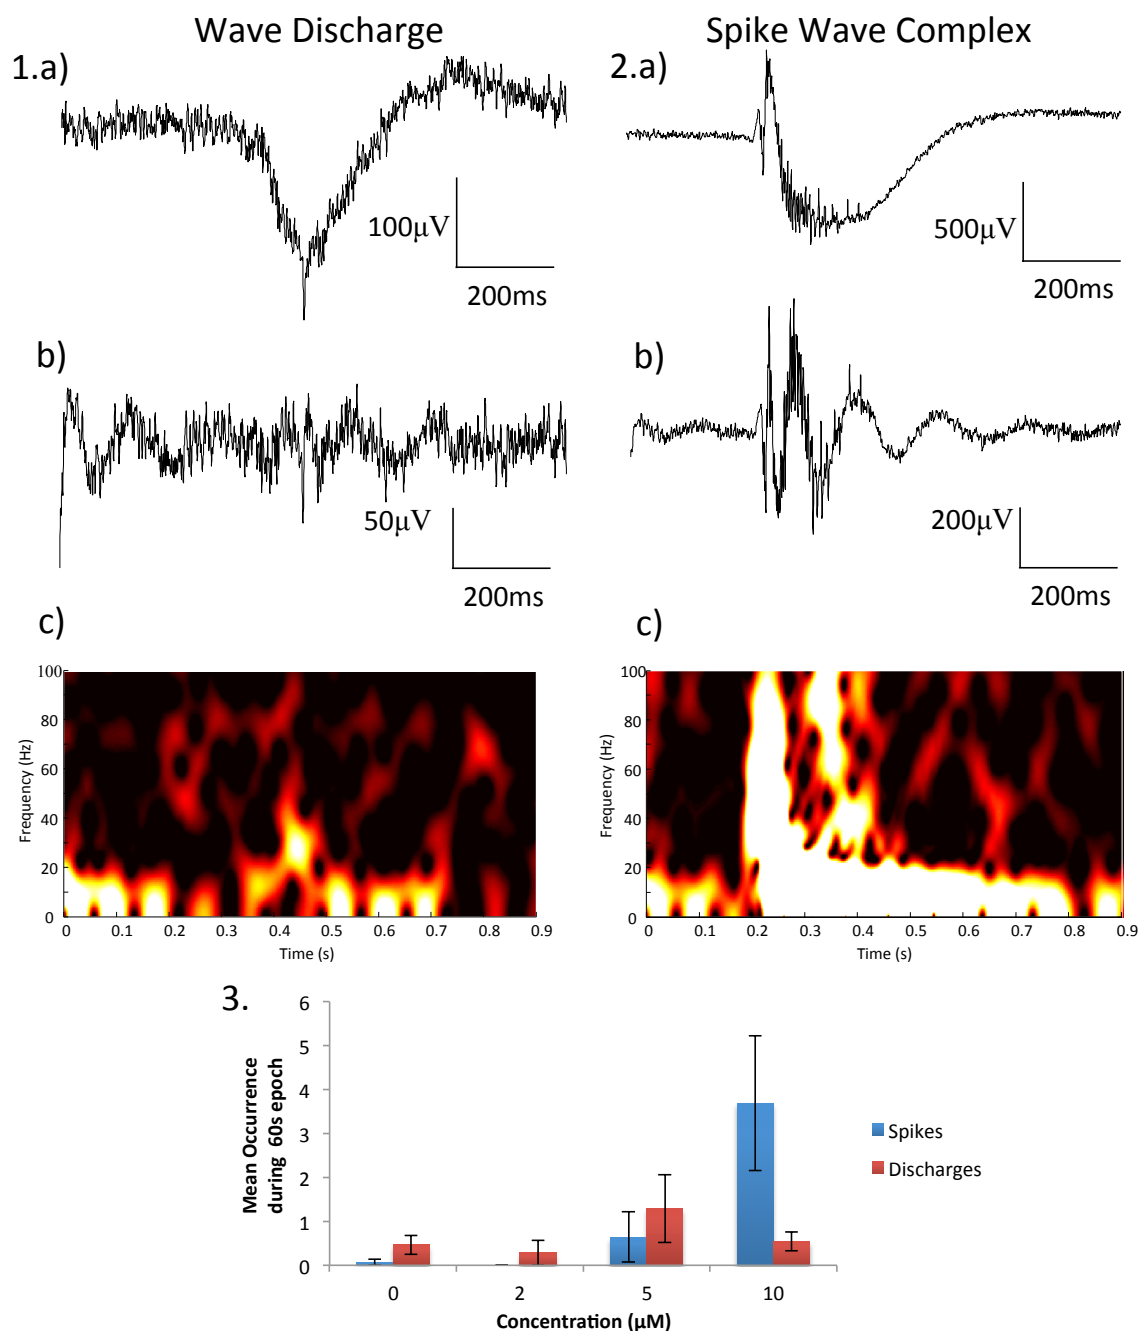 Wave Discharge
Spike Wave Complex
1.a)
2.a)
100μV
200ms
500μV
200ms
b)
b)
50μV
200ms
200μV
200ms
c)
c)
100
80
60
40
20
0
Frequency (Hz)
0 0.1 0.2 0.3 0.4 0.5 0.6 0.7 0.8 0.9
Time (s)
100
80
60
40
20
0
Frequency (Hz)
0 0.1 0.2 0.3 0.4 0.5 0.6 0.7 0.8 0.9
Time (s)
3.
Mean Occurrence
during 60s epoch
6
5
4
3
2
1
0
0 2 5 10
Concentration (μM)
Spikes
Discharges